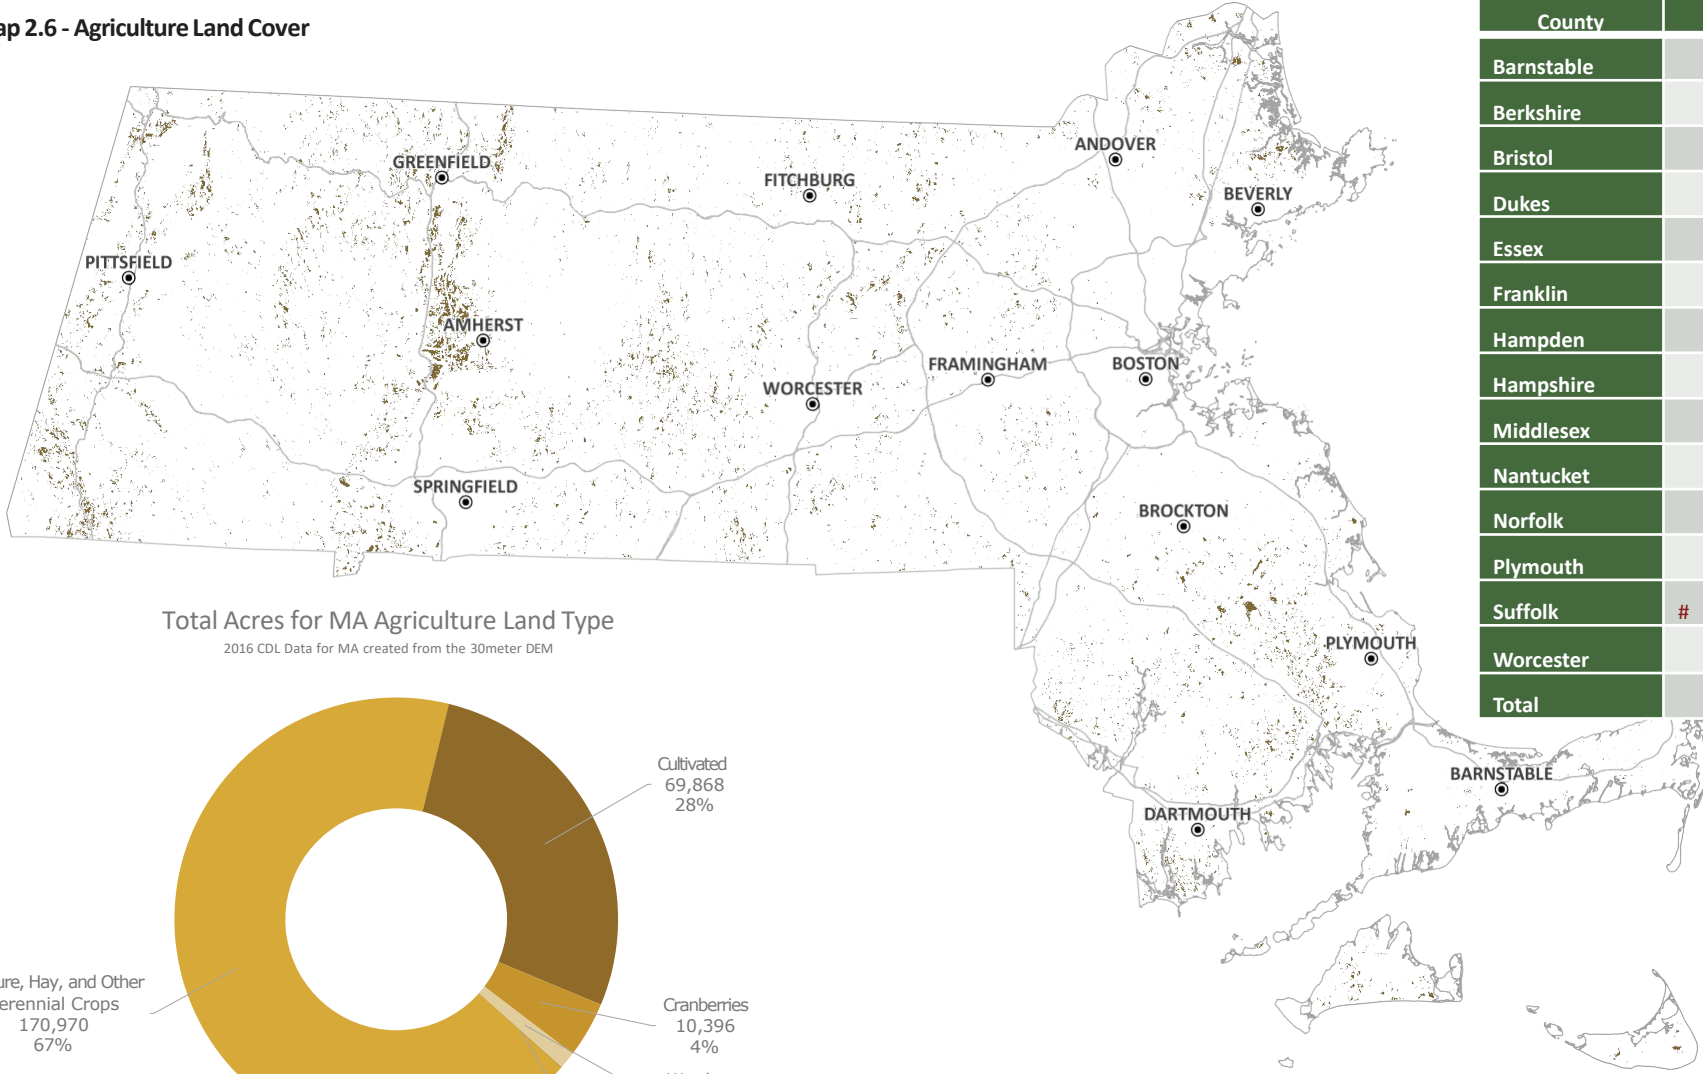 ap 2.6 - Agriculture Land Cover
GREENFIELD
FITCHBURG
ANDOVER
BEVERLY
PITTSFIELD
AMHERST
WORCESTER
FRAMINGHAM
BOSTON
SPRINGFIELD
BROCKTON
PLYMOUTH
BARNSTABLE
DARTMOUTH
County
Barnstable
Berkshire
Bristol
Dukes
Essex
Franklin
Hampden
Hampshire
Middlesex
Nantucket
Norfolk
Plymouth
Suffolk #
Worcester
Total
Total Acres for MA Agriculture Land Type
2016 CDL Data for MA created from the 30meter DEM
Cultivated
69,868
28%
Cranberries
10,396
4%
ure, Hay, and Other
erennial Crops
170,970
67%